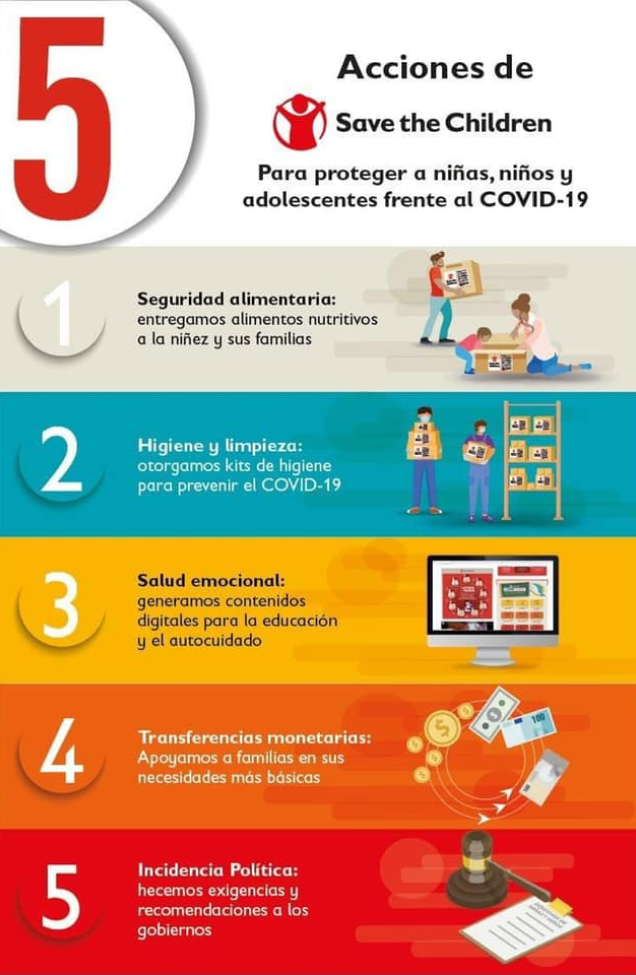 5
Acciones de
Save the Children
Para proteger a niñas, niños y
adolescentes frente al COVID-19
1
Seguridad alimentaria:
entregamos alimentos nutritivos
a la niñez y sus familias
2
Higiene y limpieza:
otorgamos kits de higiene
para prevenir el COVID-19
3
Salud emocional:
generamos contenidos
digitales para la educación
y el autocuidado
4
Transferencias monetarias:
Apoyamos a familias en sus
necesidades más básicas
$
100
5
Incidencia Política:
hacemos exigencias y
recomendaciones a los
gobiernos